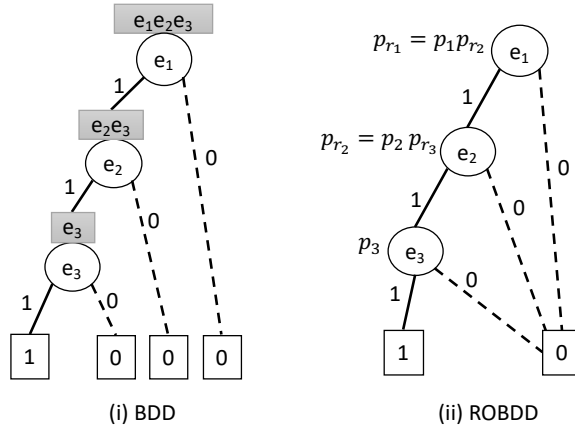 e₁e₂e₃
e₁
1
0
e₂e₃
e₂
1
0
e₃
e₃
1
0
1
0
0
0
(i) BDD
p_{r₁} = p₁p_{r₂}
e₁
1
0
p_{r₂} = p₂ p_{r₃}
e₂
1
0
p₃
e₃
1
0
1
0
(ii) ROBDD